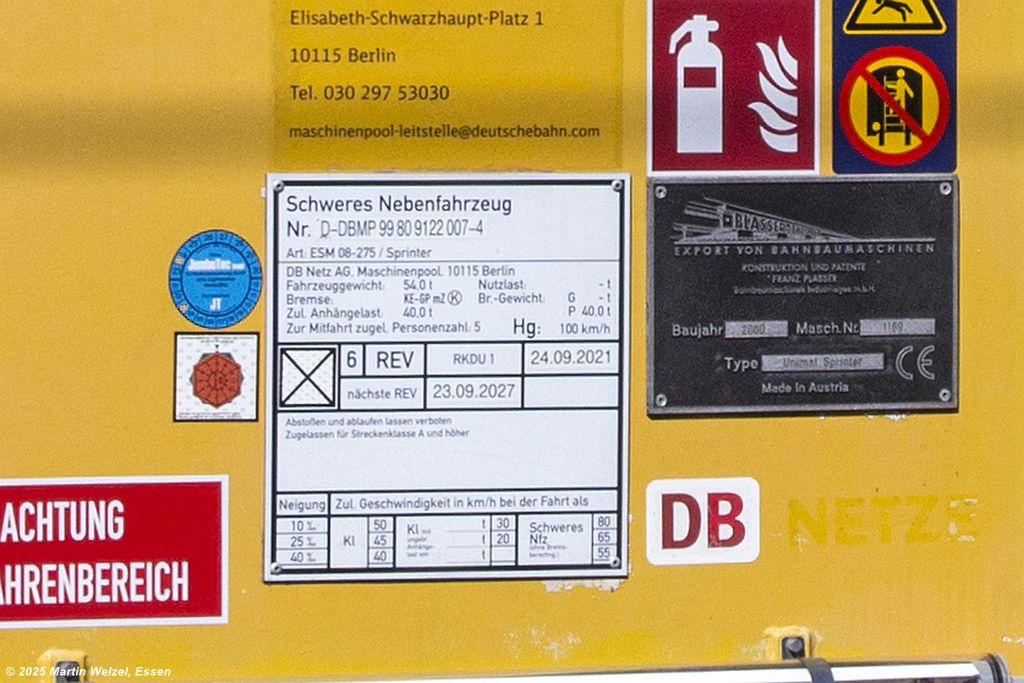 Elisabeth-Schwarzhaupt-Platz 1
10115 Berlin
Tel. 030 297 53030
maschinenpool-leitstelle@deutschebahn.com
Schweres Nebenfahrzeug
Nr. D-DBMP 99 80 9122 007-4
Art: ESM 08-275 / Sprinter
DB Netz AG, Maschinenpool, 10115 Berlin
Fahrzeuggewicht: 54,0 t Nutzlast: - t
Bremse: KE-GP mZ Ⓚ Br.-Gewicht: G - t
Zul. Anhängelast: 40.0 t P 40.0 t
Zur Mitfahrt zugel. Personenzahl: 5 Hg: 100 km/h
6 REV RKDU 1 24.09.2021
nächste REV 23.09.2027
Abstoßen und ablaufen lassen verboten
Zugelassen für Streckenklasse A und höher
Neigung Zul. Geschwindigkeit in km/h bei der Fahrt als
10 ‰ 50 t 30 80
25 ‰ Kl 45 Kl t 20 Schweres Nfz 65
40 ‰ 40 t 55
JumboTec
JT
PLASSER
EXPORT VON BAHNBAUMASCHINEN
KONSTRUKTION UND PATENTE
FRANZ PLASSER
Baujahr 2000 Masch.Nr. 1169
Type Unimat Sprinter
CE
Made in Austria
DB NETZE
ACHTUNG
AHRENBEREICH
© 2025 Martin Welzel, Essen